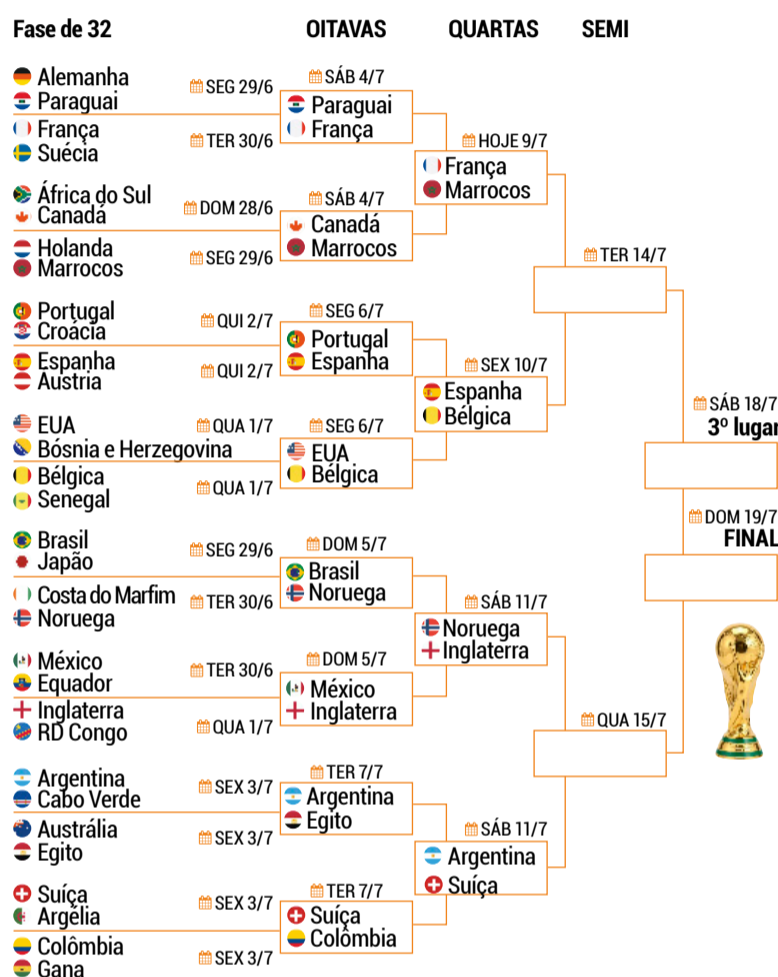 Fase de 32
OITAVAS
QUARTAS
SEMI
Alemanha
Paraguai
SEG 29/6
França
Suécia
TER 30/6
África do Sul
Canadá
DOM 28/6
Holanda
Marrocos
SEG 29/6
Portugal
Croácia
QUI 2/7
Espanha
Áustria
QUI 2/7
EUA
Bósnia e Herzegovina
QUA 1/7
Bélgica
Senegal
QUA 1/7
Brasil
Japão
SEG 29/6
Costa do Marfim
Noruega
TER 30/6
México
Equador
TER 30/6
Inglaterra
RD Congo
QUA 1/7
Argentina
Cabo Verde
SEX 3/7
Austrália
Egito
SEX 3/7
Suíça
Argélia
SEX 3/7
Colômbia
Gana
SEX 3/7
SÁB 4/7
Paraguai
França
SÁB 4/7
Canadá
Marrocos
SEG 6/7
Portugal
Espanha
SEG 6/7
EUA
Bélgica
DOM 5/7
Brasil
Noruega
DOM 5/7
México
Inglaterra
TER 7/7
Argentina
Egito
TER 7/7
Suíça
Colômbia
HOJE 9/7
França
Marrocos
SEX 10/7
Espanha
Bélgica
SÁB 11/7
Noruega
Inglaterra
SÁB 11/7
Argentina
Suíça
TER 14/7
QUA 15/7
SÁB 18/7
3º lugar
DOM 19/7
FINAL